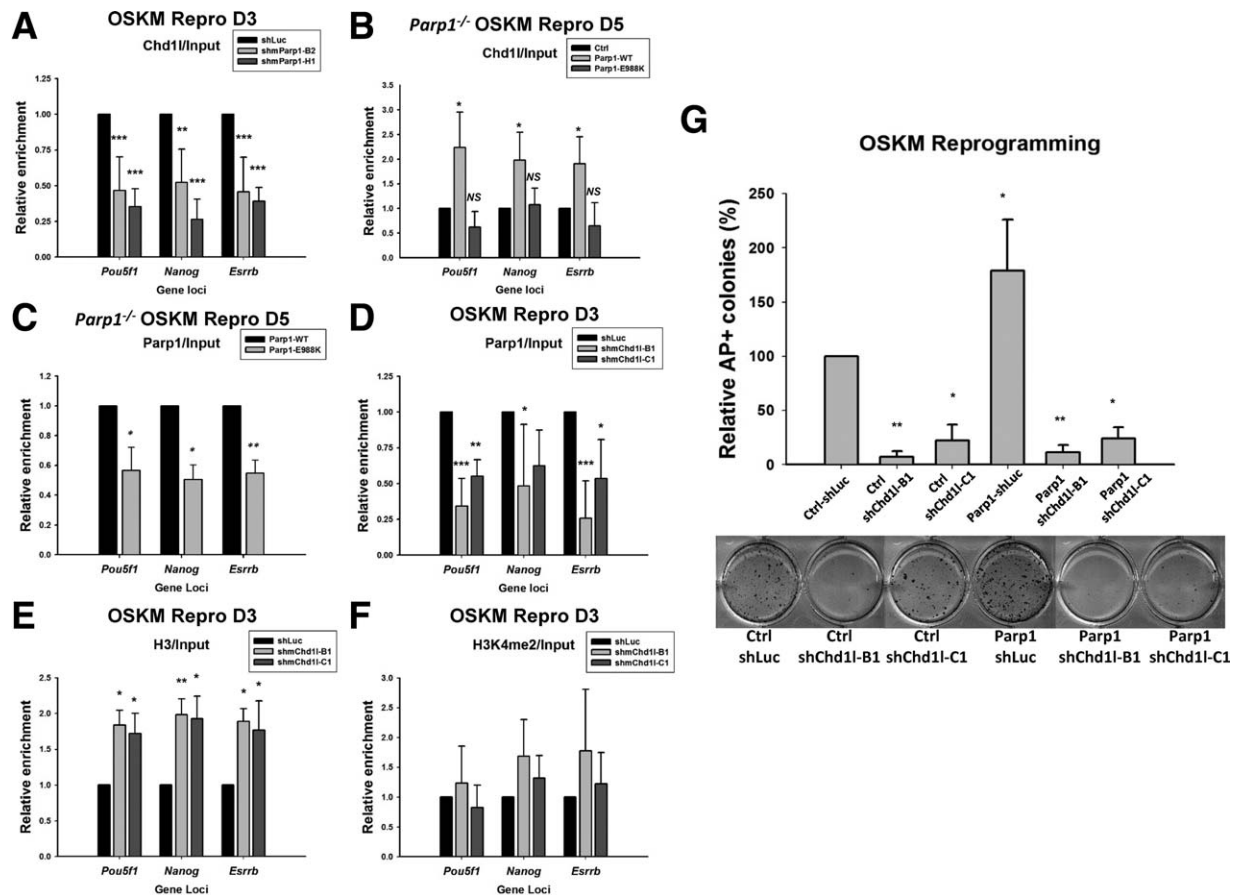 A
OSKM Repro D3
Chd1l/Input
shLuc
shmParp1-B2
shmParp1-H1
Relative enrichment
1.25
1.00
0.75
0.50
0.25
0.00
***
***
**
***
***
***
Pou5f1
Nanog
Esrrb
Gene loci
B
Parp1-/- OSKM Repro D5
Chd1l/Input
Ctrl
Parp1-WT
Parp1-E988K
Relative enrichment
3.5
3.0
2.5
2.0
1.5
1.0
0.5
0.0
*
NS
*
NS
*
NS
Pou5f1
Nanog
Esrrb
Gene loci
C
Parp1-/- OSKM Repro D5
Parp1/Input
Parp1-WT
Parp1-E988K
Relative enrichment
1.2
1.0
0.8
0.6
0.4
0.2
0.0
*
*
**
Pou5f1
Nanog
Esrrb
Gene Loci
D
OSKM Repro D3
Parp1/Input
shLuc
shmChd1l-B1
shmChd1l-C1
Relative enrichment
1.25
1.00
0.75
0.50
0.25
0.00
***
**
*
***
*
Pou5f1
Nanog
Esrrb
Gene Loci
E
OSKM Repro D3
H3/Input
shLuc
shmChd1l-B1
shmChd1l-C1
Relative enrichment
2.5
2.0
1.5
1.0
0.5
0.0
*
*
**
*
*
*
Pou5f1
Nanog
Esrrb
Gene Loci
F
OSKM Repro D3
H3K4me2/Input
shLuc
shmChd1l-B1
shmChd1l-C1
Relative enrichment
3.0
2.5
2.0
1.5
1.0
0.5
0.0
Pou5f1
Nanog
Esrrb
Gene Loci
G
OSKM Reprogramming
Relative AP+ colonies (%)
250
200
150
100
50
0
**
*
*
**
*
Ctrl-shLuc
Ctrl
shChd1l-B1
Ctrl
shChd1l-C1
Parp1-shLuc
Parp1
shChd1l-B1
Parp1
shChd1l-C1
Ctrl
shLuc
Ctrl
shChd1l-B1
Ctrl
shChd1l-C1
Parp1
shLuc
Parp1
shChd1l-B1
Parp1
shChd1l-C1